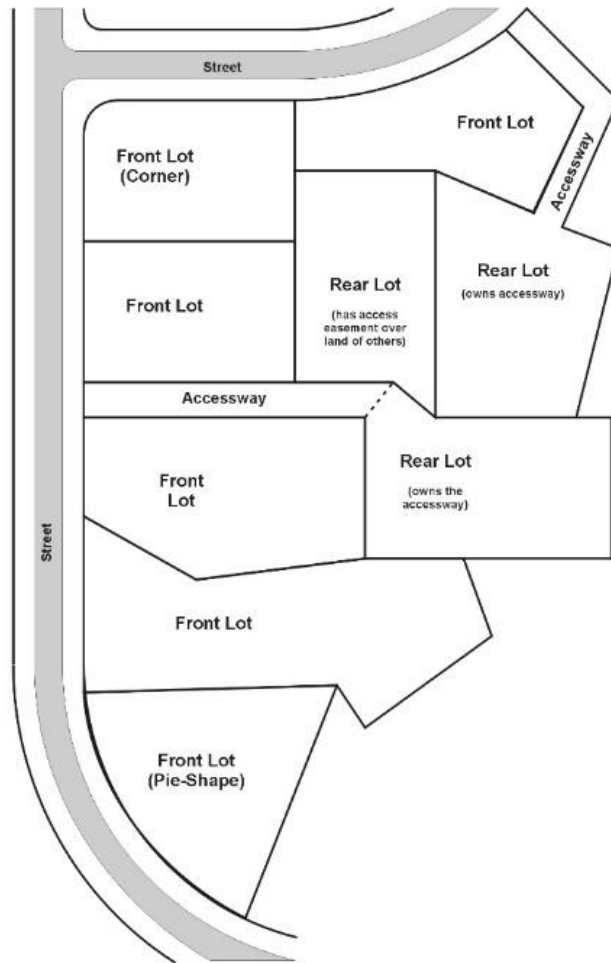 Street
Front Lot
Accessway
Front Lot
(Corner)
Front Lot
Rear Lot
(has access
easement over
land of others)
Rear Lot
(owns accessway)
Accessway
Front
Lot
Rear Lot
(owns the
accessway)
Street
Front Lot
Front Lot
(Pie-Shape)